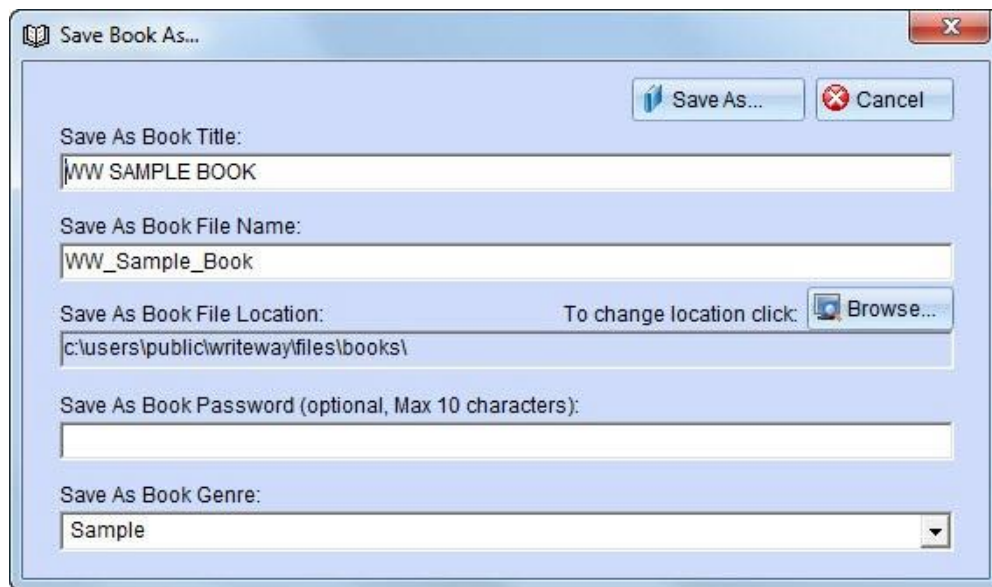 Save Book As...
Save As... Cancel
Save As Book Title:
WW SAMPLE BOOK
Save As Book File Name:
WW_Sample_Book
Save As Book File Location: To change location click: Browse...
c:\users\public\writeway\files\books\
Save As Book Password (optional, Max 10 characters):
Save As Book Genre:
Sample